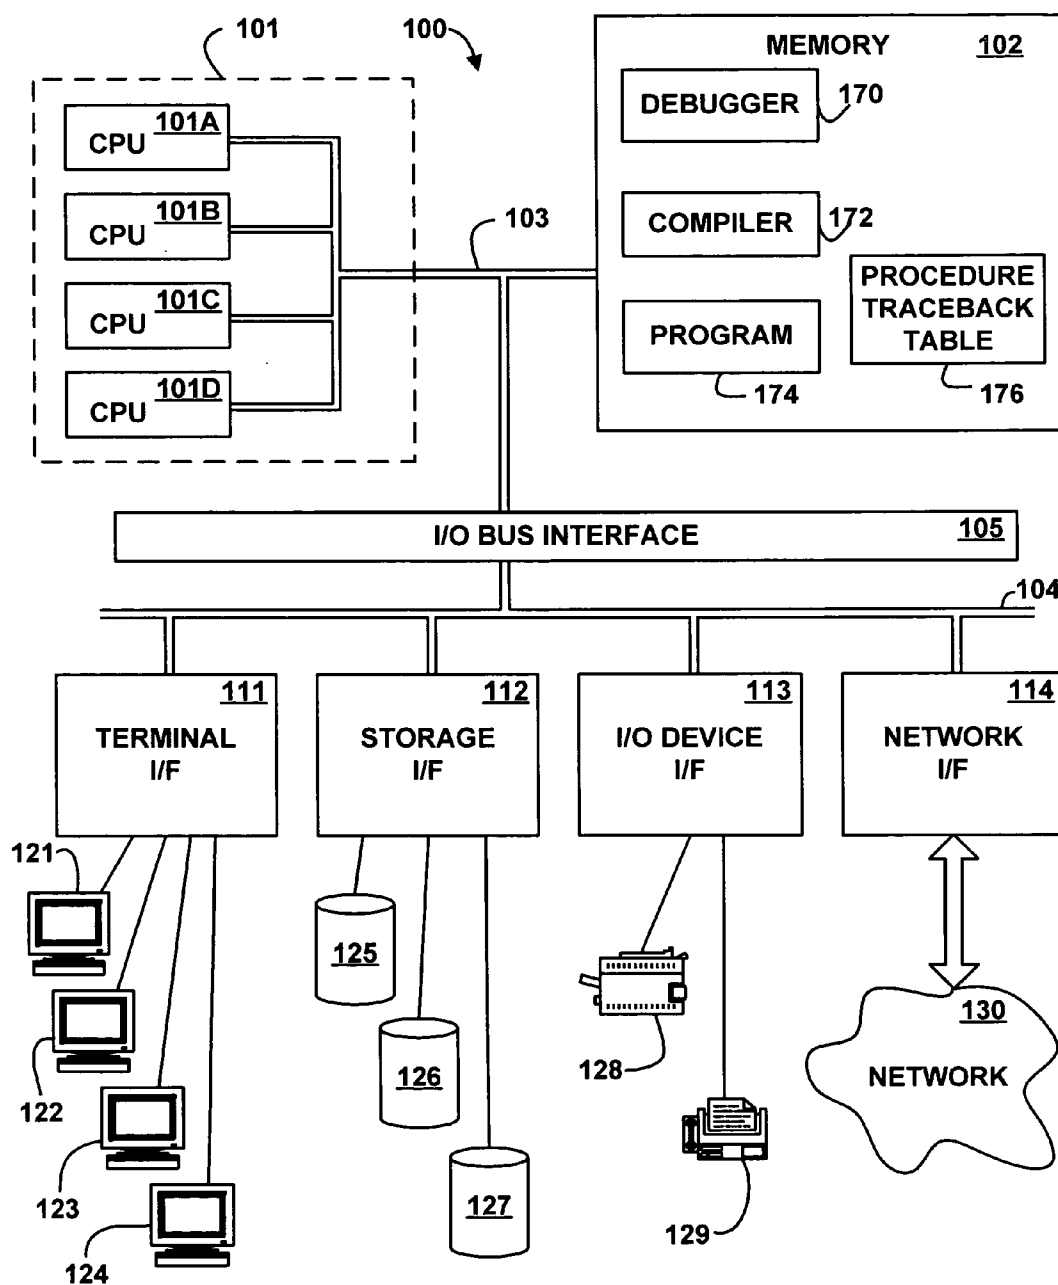 101
100
MEMORY 102
CPU 101A
CPU 101B
CPU 101C
CPU 101D
103
DEBUGGER
170
COMPILER
172
PROGRAM
174
PROCEDURE
TRACEBACK
TABLE
176
I/O BUS INTERFACE 105
104
111
TERMINAL
I/F
112
STORAGE
I/F
113
I/O DEVICE
I/F
114
NETWORK
I/F
121
122
123
124
125
126
127
128
129
130
NETWORK